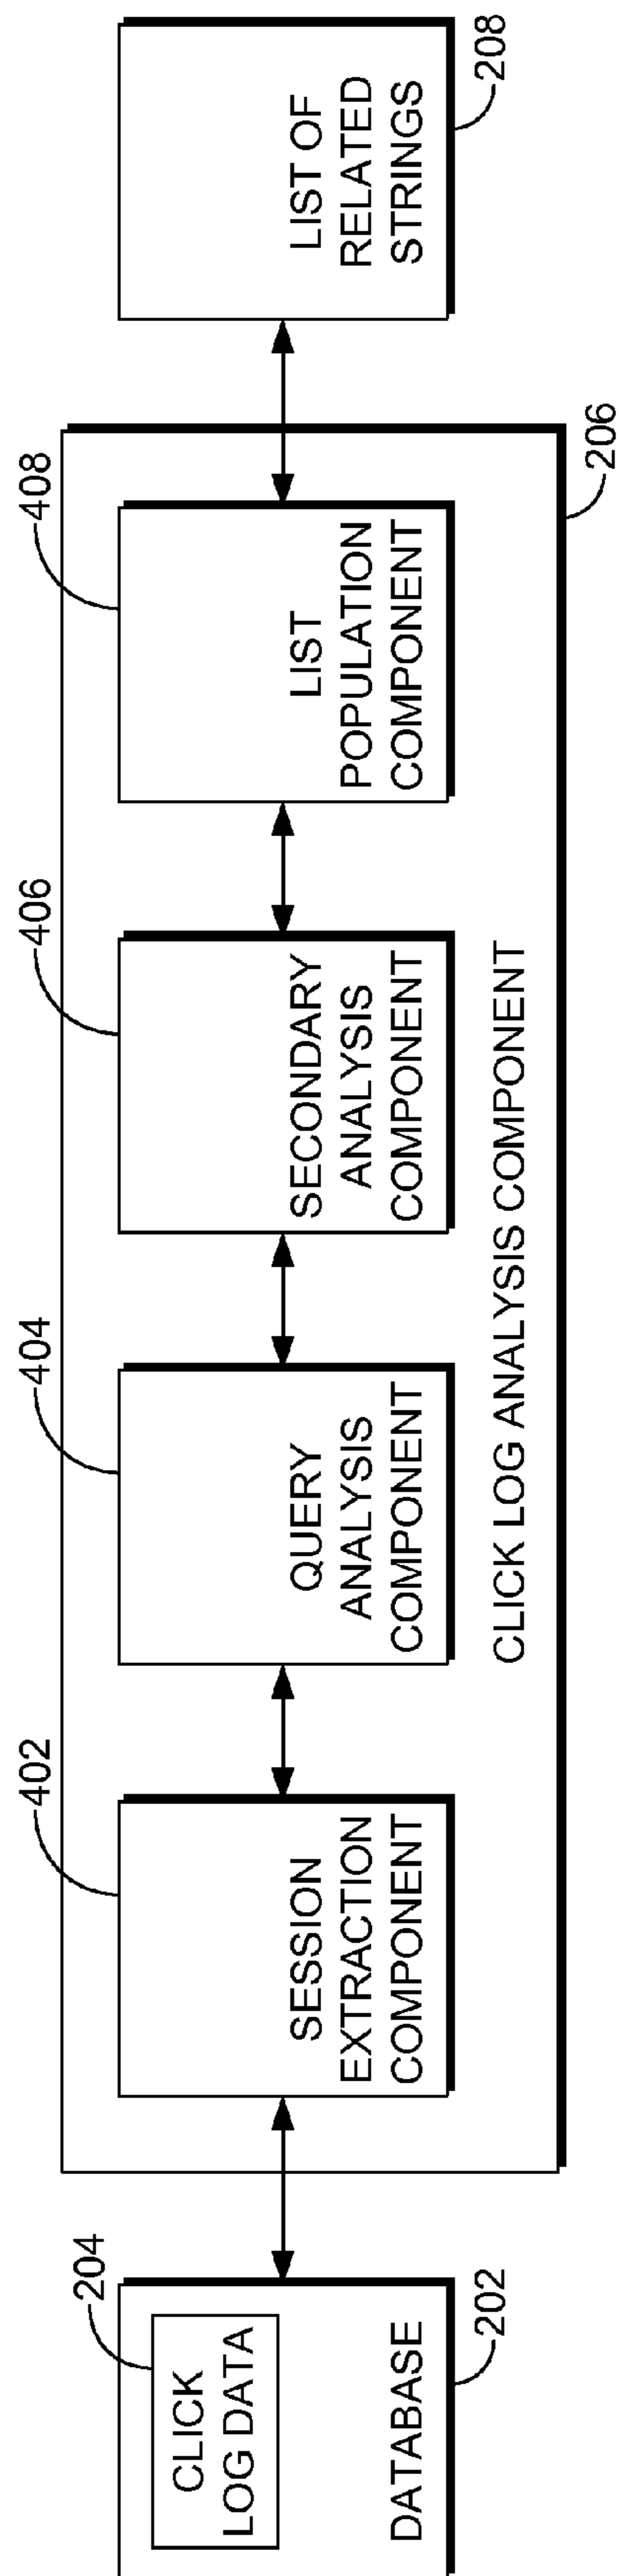 204
CLICK
LOG DATA
DATABASE
202
402
SESSION
EXTRACTION
COMPONENT
404
QUERY
ANALYSIS
COMPONENT
406
SECONDARY
ANALYSIS
COMPONENT
408
LIST
POPULATION
COMPONENT
CLICK LOG ANALYSIS COMPONENT
206
LIST OF
RELATED
STRINGS
208